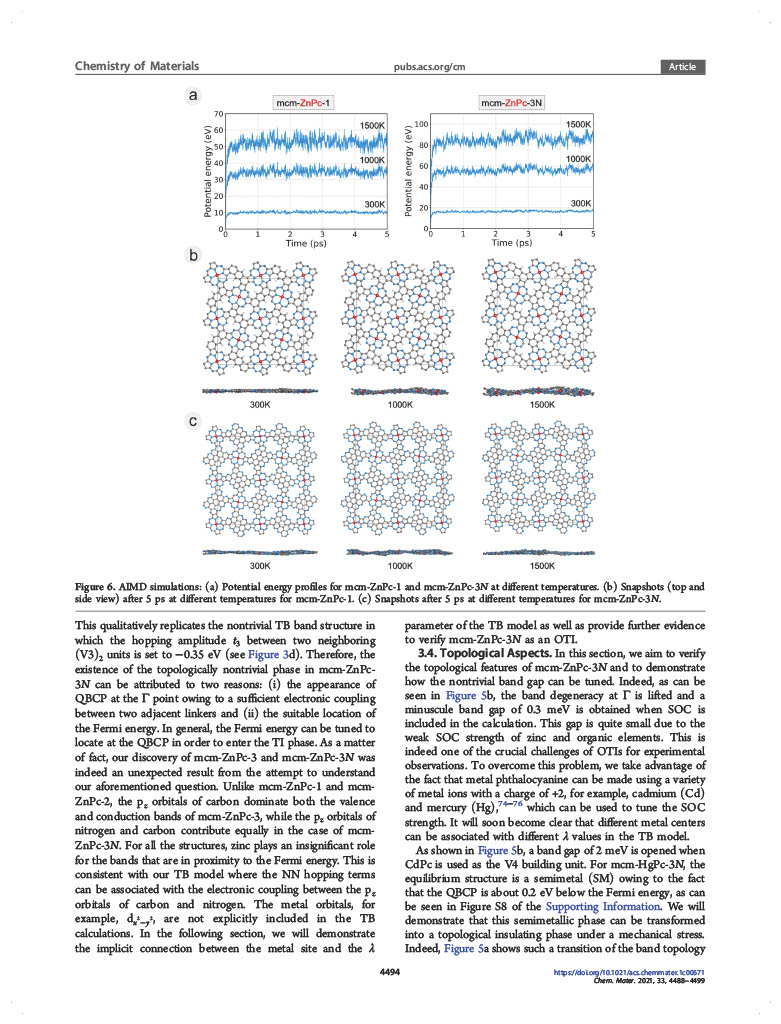 Chemistry of Materials
pubs.acs.org/cm
Article
a
mcm-ZnPc-1
mcm-ZnPc-3N
Potential energy (eV)
70
60
50
40
30
20
10
0
1500K
1000K
300K
0 1 2 3 4 5
Time (ps)
Potential energy (eV)
100
80
60
40
20
0
1500K
1000K
300K
0 1 2 3 4 5
Time (ps)
b
300K
1000K
1500K
c
300K
1000K
1500K
Figure 6. AIMD simulations: (a) Potential energy profiles for mcm-ZnPc-1 and mcm-ZnPc-3N at different temperatures. (b) Snapshots (top and
side view) after 5 ps at different temperatures for mcm-ZnPc-1. (c) Snapshots after 5 ps at different temperatures for mcm-ZnPc-3N.
This qualitatively replicates the nontrivial TB band structure in
which the hopping amplitude t₃ between two neighboring
(V3)₂ units is set to −0.35 eV (see Figure 3d). Therefore, the
existence of the topologically nontrivial phase in mcm-ZnPc-
3N can be attributed to two reasons: (i) the appearance of
QBCP at the Γ point owing to a sufficient electronic coupling
between two adjacent linkers and (ii) the suitable location of
the Fermi energy. In general, the Fermi energy can be tuned to
locate at the QBCP in order to enter the TI phase. As a matter
of fact, our discovery of mcm-ZnPc-3 and mcm-ZnPc-3N was
indeed an unexpected result from the attempt to understand
our aforementioned question. Unlike mcm-ZnPc-1 and mcm-
ZnPc-2, the p_z orbitals of carbon dominate both the valence
and conduction bands of mcm-ZnPc-3, while the p_z orbitals of
nitrogen and carbon contribute equally in the case of mcm-
ZnPc-3N. For all the structures, zinc plays an insignificant role
for the bands that are in proximity to the Fermi energy. This is
consistent with our TB model where the NN hopping terms
can be associated with the electronic coupling between the p_z
orbitals of carbon and nitrogen. The metal orbitals, for
example, d_x²−y², are not explicitly included in the TB
calculations. In the following section, we will demonstrate
the implicit connection between the metal site and the λ
parameter of the TB model as well as provide further evidence
to verify mcm-ZnPc-3N as an OTI.
3.4. Topological Aspects. In this section, we aim to verify
the topological features of mcm-ZnPc-3N and to demonstrate
how the nontrivial band gap can be tuned. Indeed, as can be
seen in Figure 5b, the band degeneracy at Γ is lifted and a
minuscule band gap of 0.3 meV is obtained when SOC is
included in the calculation. This gap is quite small due to the
weak SOC strength of zinc and organic elements. This is
indeed one of the crucial challenges of OTIs for experimental
observations. To overcome this problem, we take advantage of
the fact that metal phthalocyanine can be made using a variety
of metal ions with a charge of +2, for example, cadmium (Cd)
and mercury (Hg),⁷⁴⁻⁷⁶ which can be used to tune the SOC
strength. It will soon become clear that different metal centers
can be associated with different λ values in the TB model.
As shown in Figure 5b, a band gap of 2 meV is opened when
CdPc is used as the V4 building unit. For mcm-HgPc-3N, the
equilibrium structure is a semimetal (SM) owing to the fact
that the QBCP is about 0.2 eV below the Fermi energy, as can
be seen in Figure S8 of the Supporting Information. We will
demonstrate that this semimetallic phase can be transformed
into a topological insulating phase under a mechanical stress.
Indeed, Figure 5a shows such a transition of the band topology
4494
https://doi.org/10.1021/acs.chemmater.1c00571
Chem. Mater. 2021, 33, 4488−4499